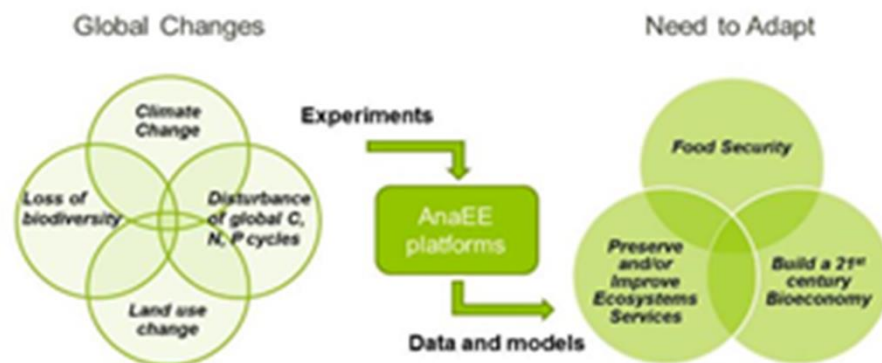 Global Changes
Need to Adapt
Climate
Change
Loss of
biodiversity
Disturbance
of global C,
N, P cycles
Land use
change
Experiments
AnaEE
platforms
Data and models
Food Security
Preserve
and/or
Improve
Ecosystems
Services
Build a 21st
century
Bioeconomy